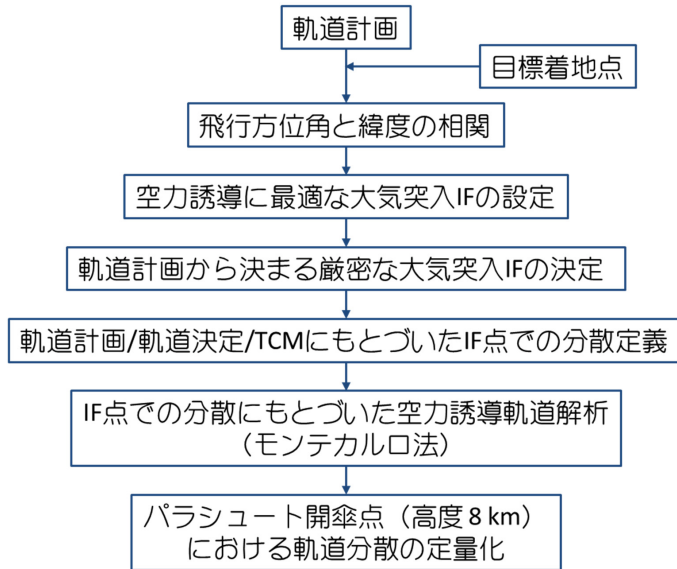 軌道計画
目標着地点
飛行方位角と緯度の相関
空力誘導に最適な大気突入IFの設定
軌道計画から決まる厳密な大気突入IFの決定
軌道計画/軌道決定/TCMにもとづいたIF点での分散定義
IF点での分散にもとづいた空力誘導軌道解析
（モンテカルロ法）
パラシュート開傘点（高度 8 km）
における軌道分散の定量化